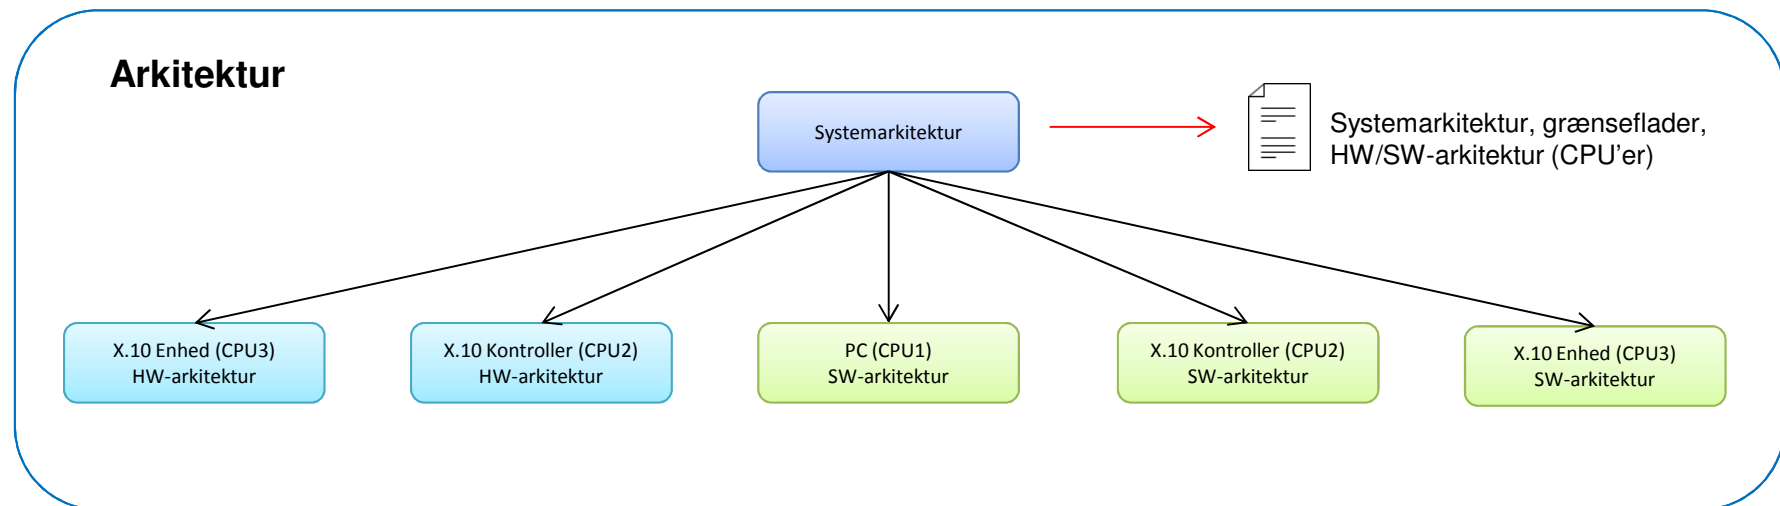 Arkitektur
Systemarkitektur
Systemarkitektur, grænseflader,
HW/SW-arkitektur (CPU’er)
X.10 Enhed (CPU3)
HW-arkitektur
X.10 Kontroller (CPU2)
HW-arkitektur
PC (CPU1)
SW-arkitektur
X.10 Kontroller (CPU2)
SW-arkitektur
X.10 Enhed (CPU3)
SW-arkitektur